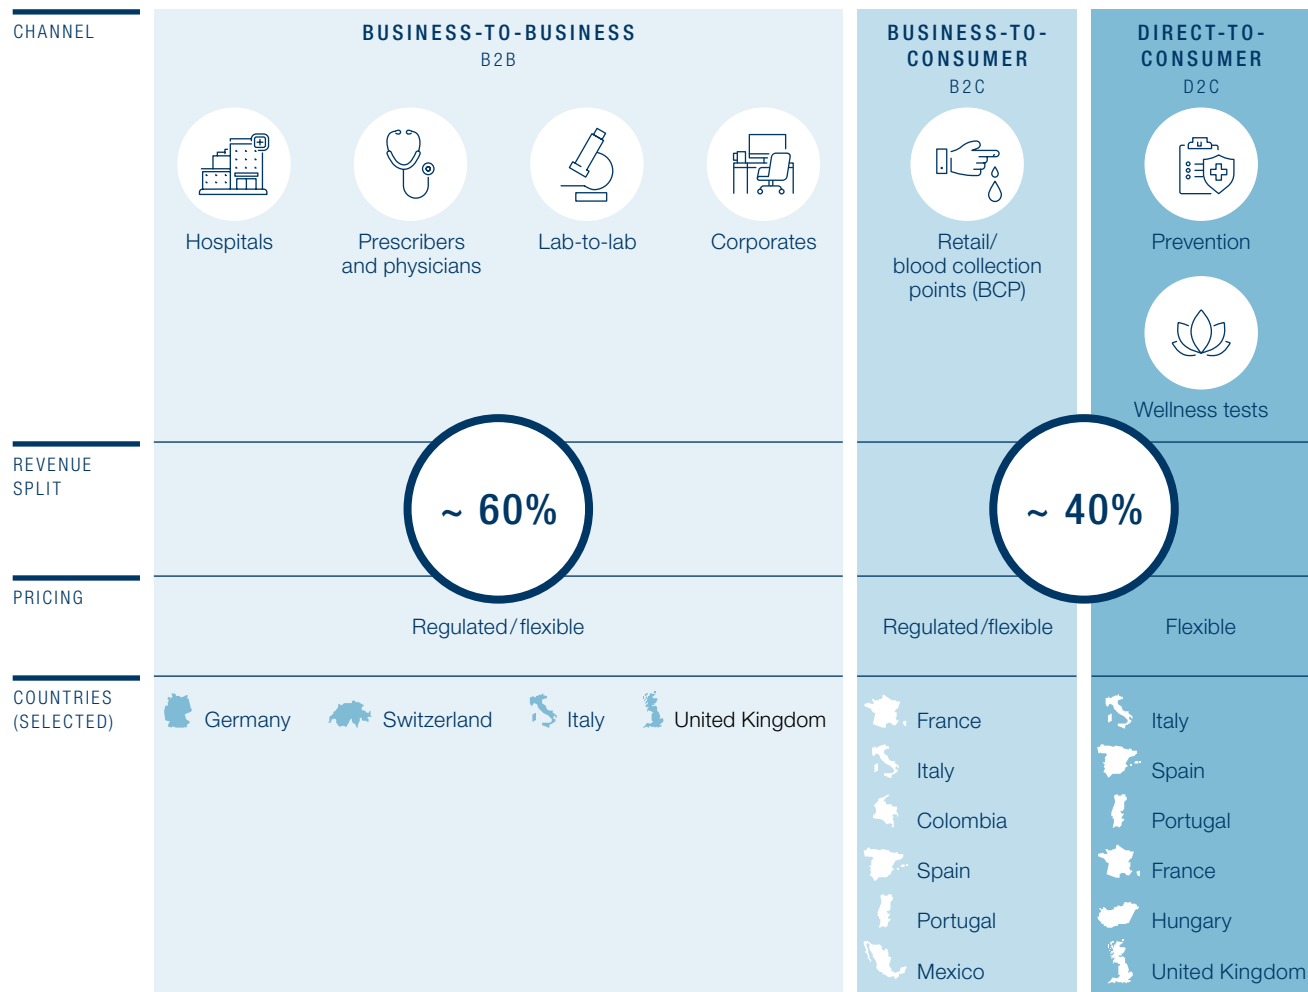 CHANNEL
BUSINESS-TO-BUSINESS
B2B
Hospitals
Prescribers
and physicians
Lab-to-lab
Corporates
BUSINESS-TO-
CONSUMER
B2C
Retail/
blood collection
points (BCP)
DIRECT-TO-
CONSUMER
D2C
Prevention
Wellness tests
REVENUE
SPLIT
~ 60%
~ 40%
PRICING
Regulated/flexible
Regulated/flexible
Flexible
COUNTRIES
(SELECTED)
Germany
Switzerland
Italy
United Kingdom
France
Italy
Colombia
Spain
Portugal
Mexico
Italy
Spain
Portugal
France
Hungary
United Kingdom